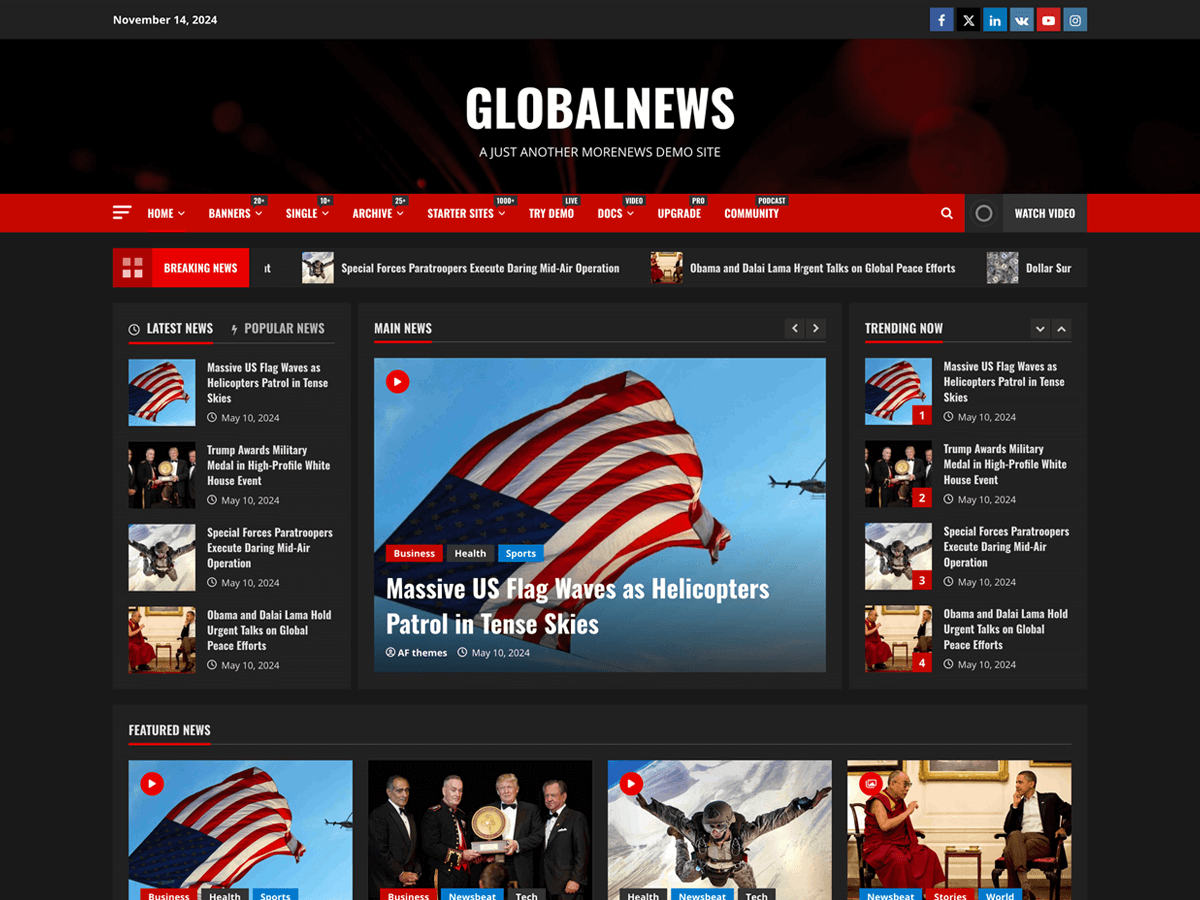 November 14, 2024
GLOBALNEWS
A JUST ANOTHER MORENEWS DEMO SITE
20+ 10+ 25+ 1000+ LIVE VIDEO PRO PODCAST
HOME BANNERS SINGLE ARCHIVE STARTER SITES TRY DEMO DOCS UPGRADE COMMUNITY WATCH VIDEO
BREAKING NEWS Special Forces Paratroopers Execute Daring Mid-Air Operation Obama and Dalai Lama Hrgent Talks on Global Peace Efforts Dollar Sur
LATEST NEWS POPULAR NEWS
Massive US Flag Waves as
Helicopters Patrol in Tense
Skies
May 10, 2024
Trump Awards Military
Medal in High-Profile White
House Event
May 10, 2024
Special Forces Paratroopers
Execute Daring Mid-Air
Operation
May 10, 2024
Obama and Dalai Lama Hold
Urgent Talks on Global
Peace Efforts
May 10, 2024
MAIN NEWS
Business Health Sports
Massive US Flag Waves as Helicopters
Patrol in Tense Skies
AF themes May 10, 2024
TRENDING NOW
Massive US Flag Waves as
Helicopters Patrol in Tense
Skies
1 May 10, 2024
Trump Awards Military
Medal in High-Profile White
House Event
2 May 10, 2024
Special Forces Paratroopers
Execute Daring Mid-Air
Operation
3 May 10, 2024
Obama and Dalai Lama Hold
Urgent Talks on Global
Peace Efforts
4 May 10, 2024
FEATURED NEWS
Business Health Sports
Business Newsbeat Tech
Health Newsbeat Tech
Newsbeat Stories World